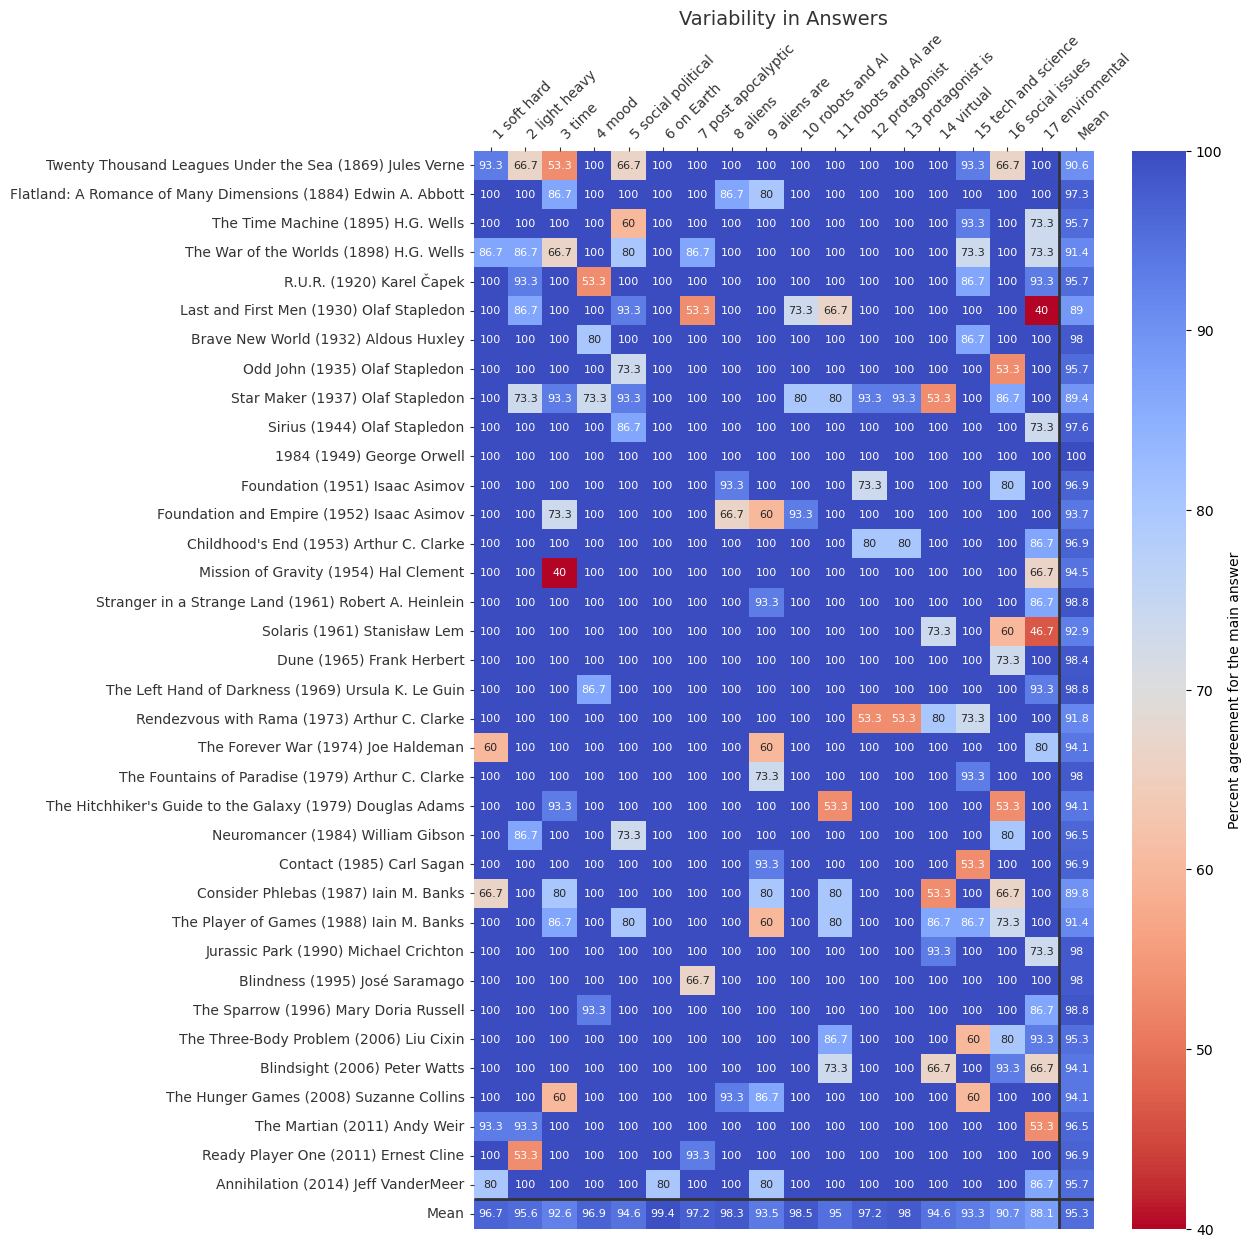 Variability in Answers
1 soft hard
2 light heavy
3 time
4 mood
5 social political
6 on Earth
7 post apocalyptic
8 aliens
9 aliens are
10 robots and AI
11 robots and AI are
12 protagonist
13 protagonist is
14 virtual
15 tech and science
16 social issues
17 enviromental
Mean
Twenty Thousand Leagues Under the Sea (1869) Jules Verne 93.3 66.7 53.3 100 66.7 100 100 100 100 100 100 100 100 100 93.3 66.7 100 90.6
Flatland: A Romance of Many Dimensions (1884) Edwin A. Abbott 100 100 86.7 100 100 100 100 86.7 80 100 100 100 100 100 100 100 100 97.3
The Time Machine (1895) H.G. Wells 100 100 100 100 60 100 100 100 100 100 100 100 100 100 93.3 100 73.3 95.7
The War of the Worlds (1898) H.G. Wells 86.7 86.7 66.7 100 80 100 86.7 100 100 100 100 100 100 100 73.3 100 73.3 91.4
R.U.R. (1920) Karel Čapek 100 93.3 100 53.3 100 100 100 100 100 100 100 100 100 100 86.7 100 93.3 95.7
Last and First Men (1930) Olaf Stapledon 100 86.7 100 100 93.3 100 53.3 100 100 73.3 66.7 100 100 100 100 100 40 89
Brave New World (1932) Aldous Huxley 100 100 100 80 100 100 100 100 100 100 100 100 100 100 86.7 100 100 98
Odd John (1935) Olaf Stapledon 100 100 100 100 73.3 100 100 100 100 100 100 100 100 100 100 53.3 100 95.7
Star Maker (1937) Olaf Stapledon 100 73.3 93.3 73.3 93.3 100 100 100 100 80 80 93.3 93.3 53.3 100 86.7 100 89.4
Sirius (1944) Olaf Stapledon 100 100 100 100 86.7 100 100 100 100 100 100 100 100 100 100 100 73.3 97.6
1984 (1949) George Orwell 100 100 100 100 100 100 100 100 100 100 100 100 100 100 100 100 100 100
Foundation (1951) Isaac Asimov 100 100 100 100 100 100 100 93.3 100 100 100 73.3 100 100 100 80 100 96.9
Foundation and Empire (1952) Isaac Asimov 100 100 73.3 100 100 100 100 66.7 60 93.3 100 100 100 100 100 100 100 93.7
Childhood's End (1953) Arthur C. Clarke 100 100 100 100 100 100 100 100 100 100 100 80 80 100 100 100 86.7 96.9
Mission of Gravity (1954) Hal Clement 100 100 40 100 100 100 100 100 100 100 100 100 100 100 100 100 66.7 94.5
Stranger in a Strange Land (1961) Robert A. Heinlein 100 100 100 100 100 100 100 100 93.3 100 100 100 100 100 100 100 86.7 98.8
Solaris (1961) Stanisław Lem 100 100 100 100 100 100 100 100 100 100 100 100 100 73.3 100 60 46.7 92.9
Dune (1965) Frank Herbert 100 100 100 100 100 100 100 100 100 100 100 100 100 100 100 73.3 100 98.4
The Left Hand of Darkness (1969) Ursula K. Le Guin 100 100 100 86.7 100 100 100 100 100 100 100 100 100 100 100 100 93.3 98.8
Rendezvous with Rama (1973) Arthur C. Clarke 100 100 100 100 100 100 100 100 100 100 100 53.3 53.3 80 73.3 100 100 91.8
The Forever War (1974) Joe Haldeman 60 100 100 100 100 100 100 100 60 100 100 100 100 100 100 100 80 94.1
The Fountains of Paradise (1979) Arthur C. Clarke 100 100 100 100 100 100 100 100 73.3 100 100 100 100 100 93.3 100 100 98
The Hitchhiker's Guide to the Galaxy (1979) Douglas Adams 100 100 93.3 100 100 100 100 100 100 100 53.3 100 100 100 100 53.3 100 94.1
Neuromancer (1984) William Gibson 100 86.7 100 100 73.3 100 100 100 100 100 100 100 100 100 100 80 100 96.5
Contact (1985) Carl Sagan 100 100 100 100 100 100 100 100 93.3 100 100 100 100 100 53.3 100 100 96.9
Consider Phlebas (1987) Iain M. Banks 66.7 100 80 100 100 100 100 100 80 100 80 100 100 53.3 100 66.7 100 89.8
The Player of Games (1988) Iain M. Banks 100 100 86.7 100 80 100 100 100 60 100 80 100 100 86.7 86.7 73.3 100 91.4
Jurassic Park (1990) Michael Crichton 100 100 100 100 100 100 100 100 100 100 100 100 100 93.3 100 100 73.3 98
Blindness (1995) José Saramago 100 100 100 100 100 100 66.7 100 100 100 100 100 100 100 100 100 100 98
The Sparrow (1996) Mary Doria Russell 100 100 100 93.3 100 100 100 100 100 100 100 100 100 100 100 100 86.7 98.8
The Three-Body Problem (2006) Liu Cixin 100 100 100 100 100 100 100 100 100 100 86.7 100 100 100 60 80 93.3 95.3
Blindsight (2006) Peter Watts 100 100 100 100 100 100 100 100 100 100 73.3 100 100 66.7 100 93.3 66.7 94.1
The Hunger Games (2008) Suzanne Collins 100 100 60 100 100 100 100 93.3 86.7 100 100 100 100 100 60 100 100 94.1
The Martian (2011) Andy Weir 93.3 93.3 100 100 100 100 100 100 100 100 100 100 100 100 100 100 53.3 96.5
Ready Player One (2011) Ernest Cline 100 53.3 100 100 100 100 93.3 100 100 100 100 100 100 100 100 100 100 96.9
Annihilation (2014) Jeff VanderMeer 80 100 100 100 100 80 100 100 80 100 100 100 100 100 100 100 86.7 95.7
Mean 96.7 95.6 92.6 96.9 94.6 99.4 97.2 98.3 93.5 98.5 95 97.2 98 94.6 93.3 90.7 88.1 95.3
100
90
80
70
60
50
40
Percent agreement for the main answer